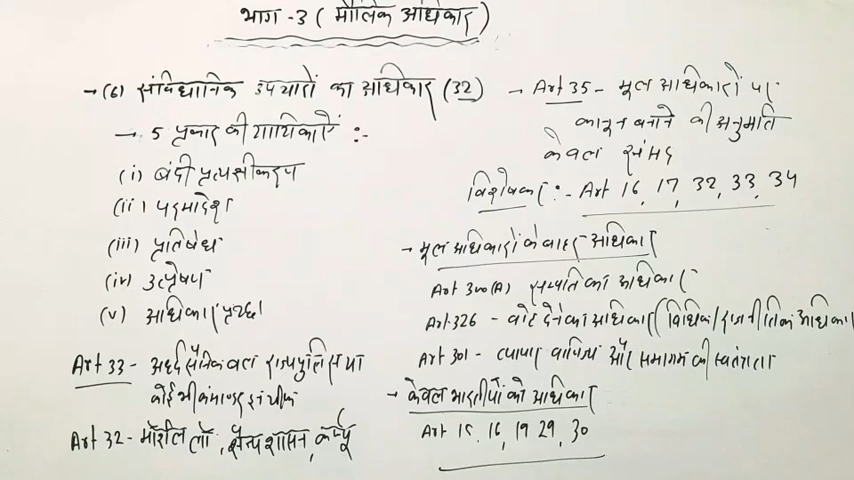 भाग -3 ( मौलिक अधिकार )
→ (6) संविधानिक उपचारों का अधिकार (32)
→ 5 प्रकार की याचिकाएँ :-
(i) बंदी प्रत्यक्षीकरण
(ii) परमादेश
(iii) प्रतिषेध
(iv) उत्प्रेषण
(v) अधिकार पृच्छा
Art 33 - अर्ध्द सैनिक बल राज्य पुलिस या
कोई भी कमाण्डर इन चीफ
Art 32 - मॉर्शल लॉ , सैन्य शासन , कर्फ्यू
→ Art 35 - मूल अधिकारों पर
कानून बनाने की अनुमति
केवल संसद
विशेषकर :- Art 16, 17, 32, 33, 34
→ मूल अधिकारों के बाहर अधिकार
Art 300(A) सम्पत्ति का अधिकार
Art 326 - वोट देने का अधिकार (विधिक/राजनीतिक अधिकार
Art 301 - व्यापार वाणिज्य और समागम की स्वतंत्रता
→ केवल भारतीयों को अधिकार
Art 15, 16, 19 29, 30